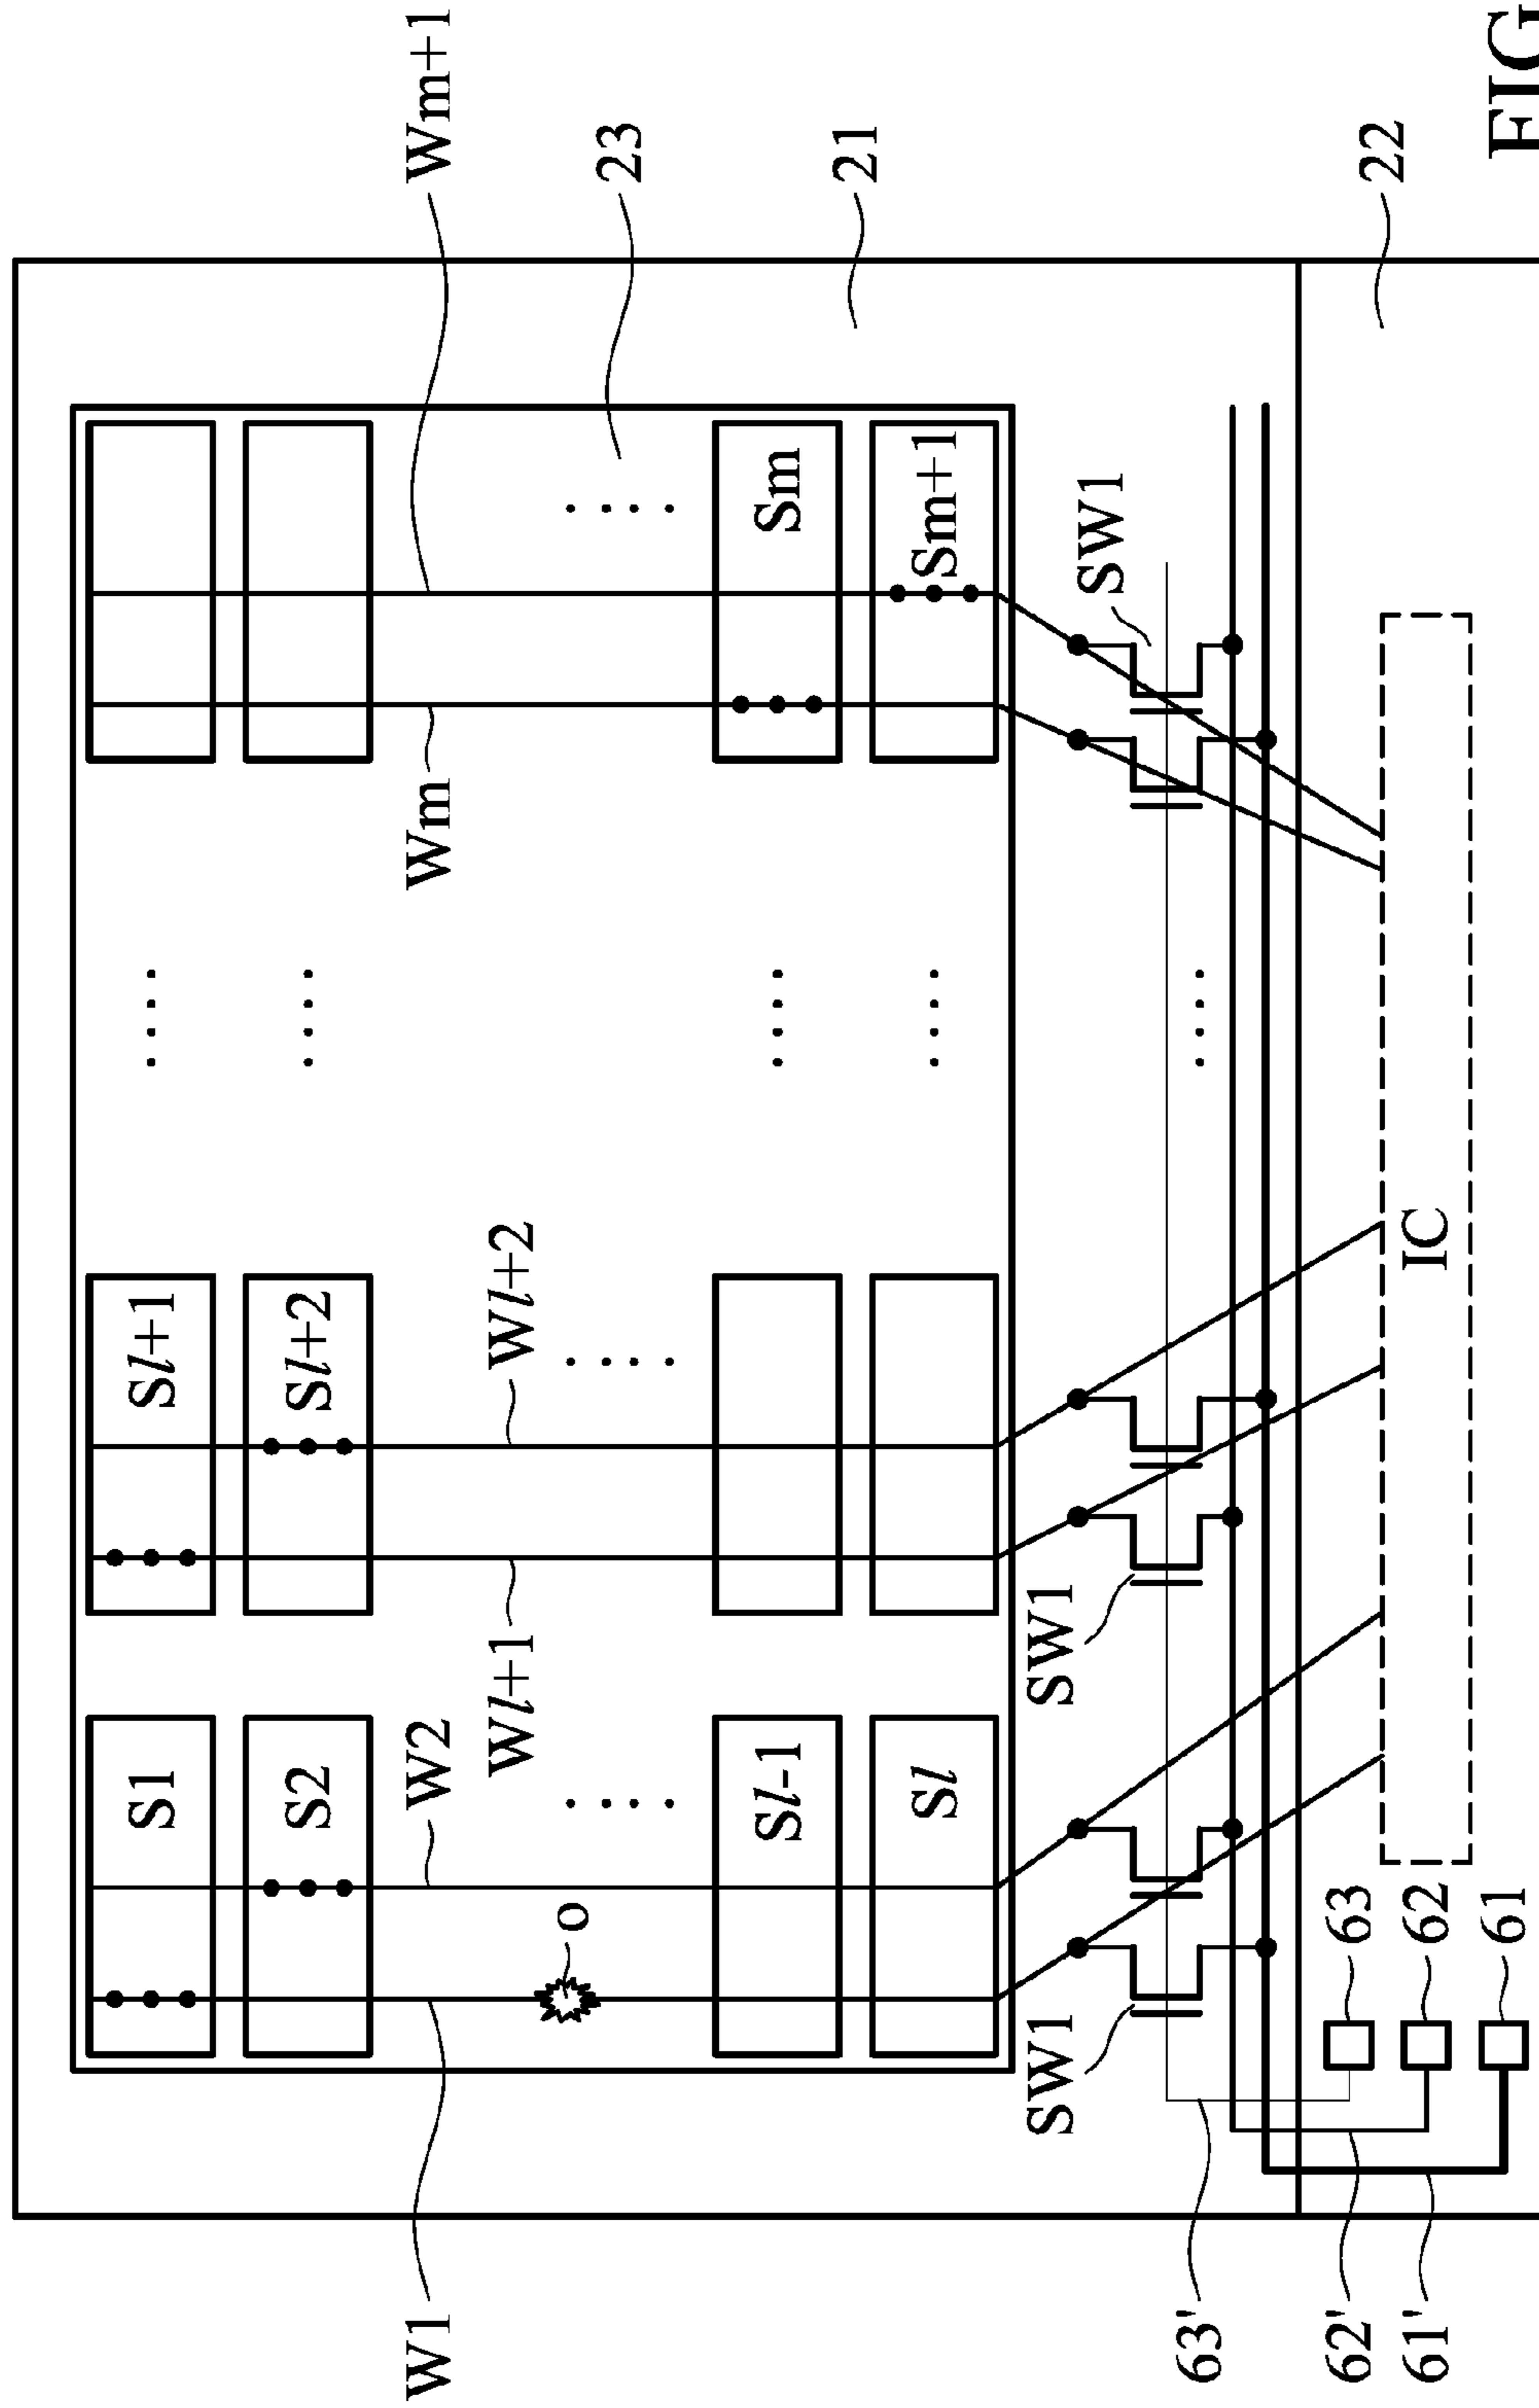 Wm+1
23
21
22
FIG
Wm
Sm
Sm+1
SW1
Sl+1
Sl+2
Wl+2
Wl+1
SW1
IC
S1
S2
W2
Sl-1
Sl
o
SW1
63
62
61
W1
63'
62'
61'